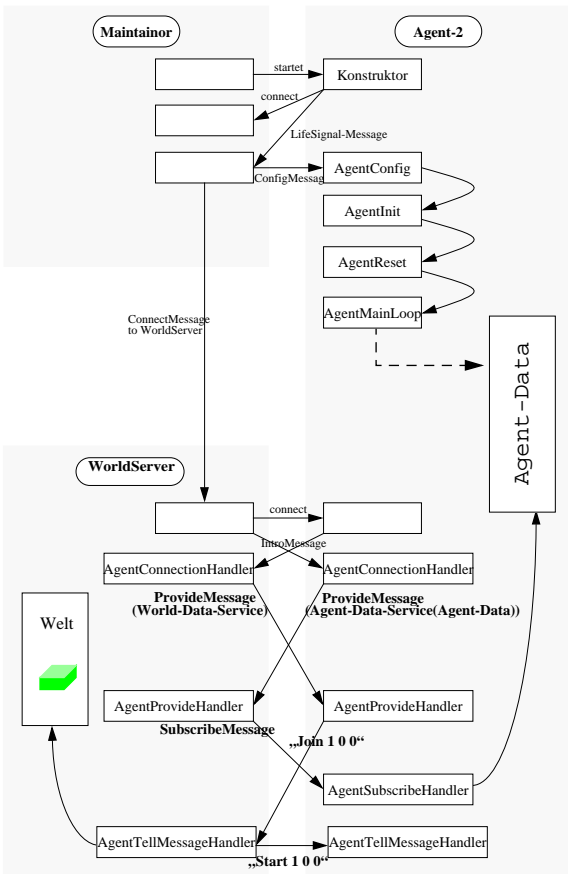 Maintainor
Agent-2
startet
Konstruktor
connect
LifeSignal-Message
AgentConfig
ConfigMessag
AgentInit
AgentReset
AgentMainLoop
ConnectMessage
to WorldServer
Agent-Data
WorldServer
connect
IntroMessage
AgentConnectionHandler
AgentConnectionHandler
ProvideMessage
(World-Data-Service)
ProvideMessage
(Agent-Data-Service(Agent-Data))
Welt
AgentProvideHandler
AgentProvideHandler
SubscribeMessage
„Join 1 0 0“
AgentSubscribeHandler
AgentTellMessageHandler
AgentTellMessageHandler
„Start 1 0 0“